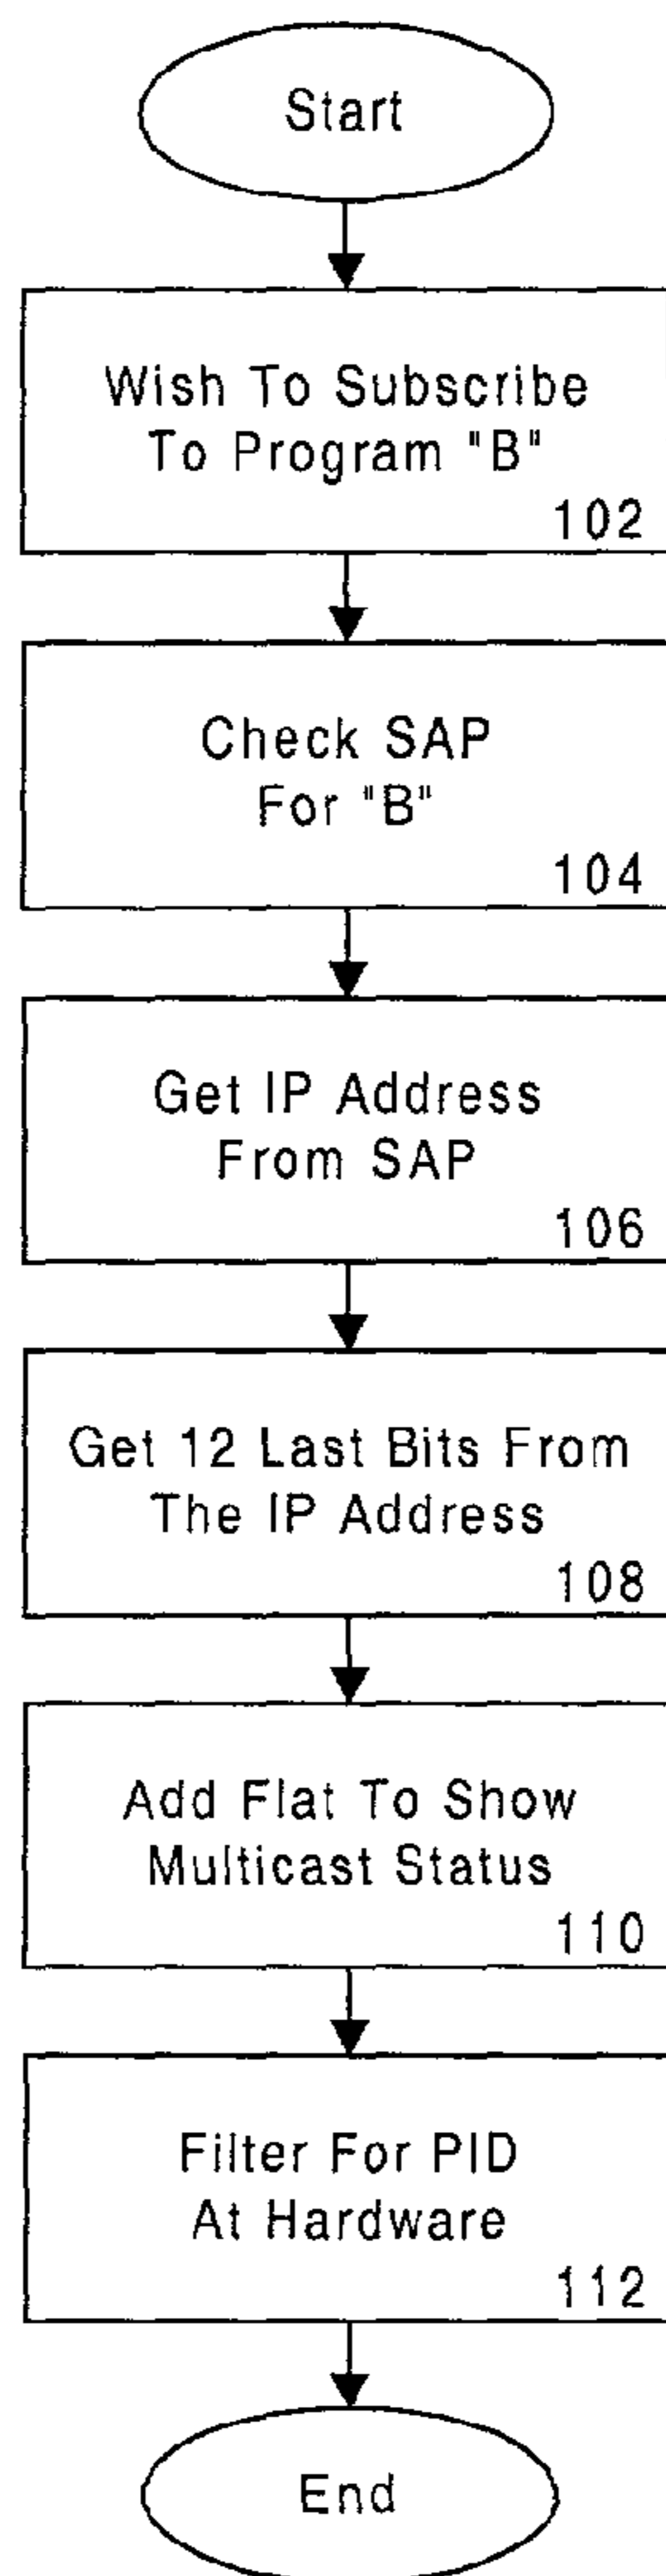 Start
Wish To Subscribe
To Program "B"
102
Check SAP
For "B"
104
Get IP Address
From SAP
106
Get 12 Last Bits From
The IP Address
108
Add Flat To Show
Multicast Status
110
Filter For PID
At Hardware
112
End